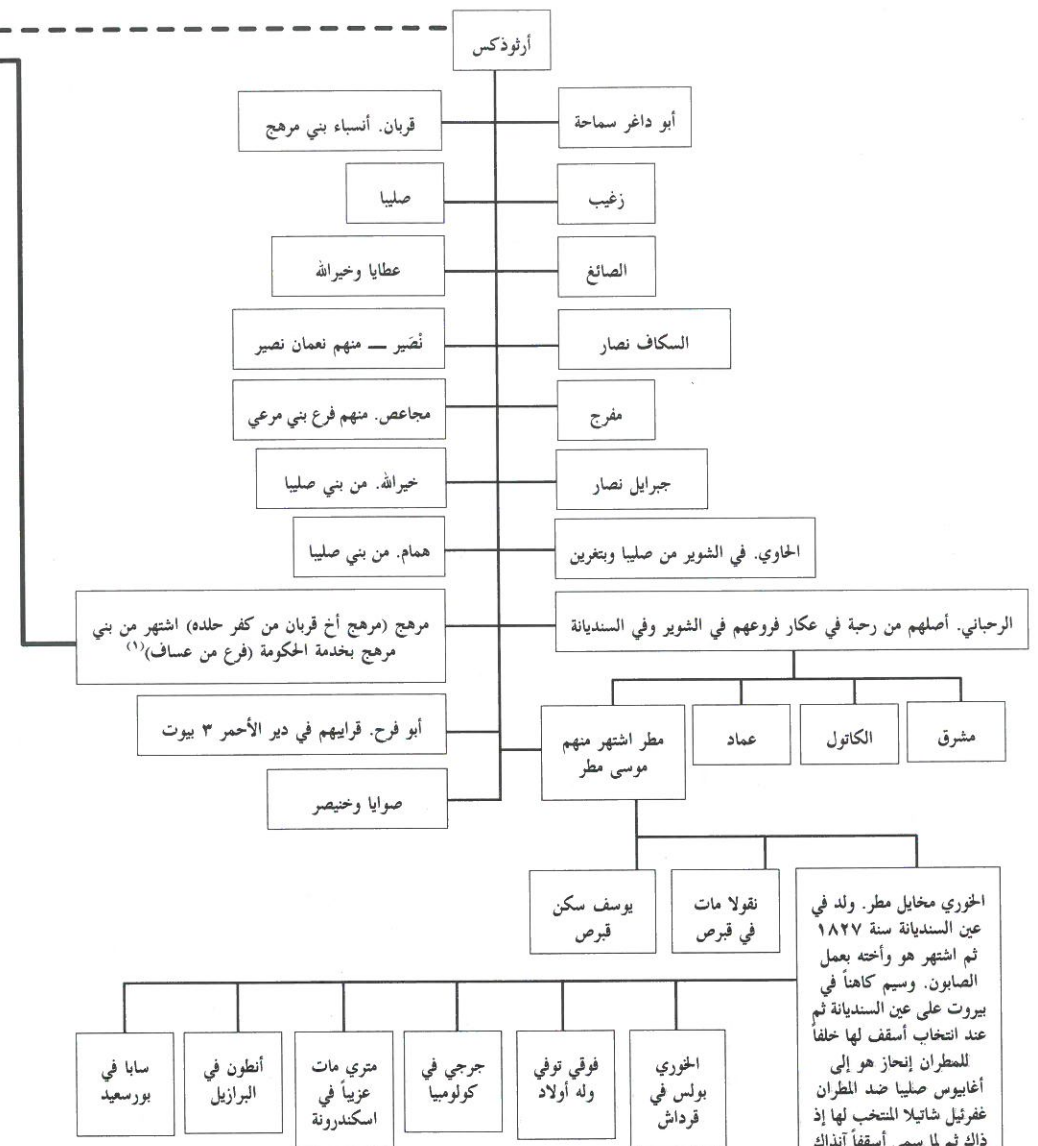 أرثوذكس
أبو داغر سماحة
قربان. أنسباء بني مرهج
زغيب
صليبا
الصائغ
عطايا وخيرالله
السكاف نصار
نْصَير — منهم نعمان نصير
مفرج
مجاعص. منهم فرع بني مرعي
جبرايل نصار
خيرالله. من بني صليبا
الحاوي. في الشوير من صليبا وبتغرين
همام. من بني صليبا
الرحباني. أصلهم من رحبة في عكار فروعهم في الشوير وفي السنديانة
مرهج (مرهج أخ قربان من كفر حلده) اشتهر من بني
مرهج بخدمة الحكومة (فرع من عساف)(١)
مشرق
الكاتول
عماد
مطر اشتهر منهم
موسى مطر
أبو فرح. قرايبهم في دير الأحمر ٣ بيوت
صوايا وخنيصر
الخوري مخايل مطر. ولد في
عين السنديانة سنة ١٨٢٧
ثم اشتهر هو وأخته بعمل
الصابون. وسيم كاهناً في
بيروت على عين السنديانة ثم
عند انتخاب أسقف لها خلفاً
للمطران إنحاز هو إلى
أغابيوس صليبا ضد المطران
غفرئيل شاتيلا المنتخب لها إذ
ذاك ثم لما سمي أسقفاً آنذاك
نقولا مات
في قبرص
يوسف سكن
قبرص
الخوري
بولس في
قرداش
فوقي توفي
وله أولاد
جرجي في
كولومبيا
متري مات
عزيباً في
اسكندرونة
أنطون في
البرازيل
سابا في
بورسعيد